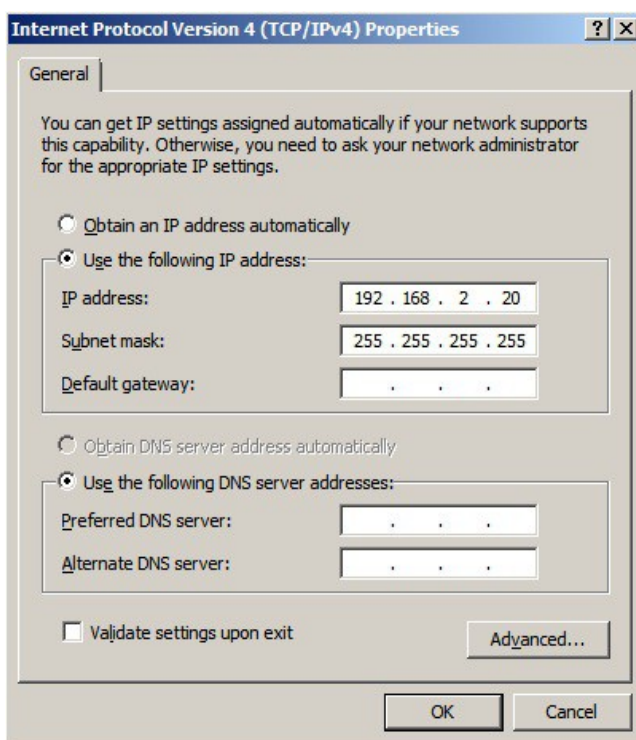 Internet Protocol Version 4 (TCP/IPv4) Properties
General
You can get IP settings assigned automatically if your network supports
this capability. Otherwise, you need to ask your network administrator
for the appropriate IP settings.
Obtain an IP address automatically
Use the following IP address:
IP address: 192 . 168 . 2 . 20
Subnet mask: 255 . 255 . 255 . 255
Default gateway: . . .
Obtain DNS server address automatically
Use the following DNS server addresses:
Preferred DNS server: . . .
Alternate DNS server: . . .
Validate settings upon exit
Advanced...
OK Cancel